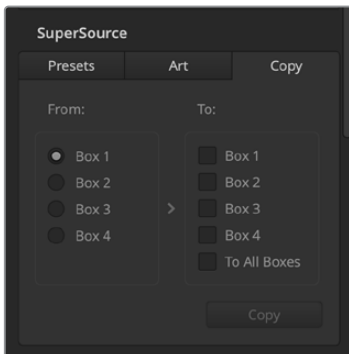 SuperSource
Presets Art Copy
From: To:
Box 1 Box 1
Box 2 Box 2
Box 3 > Box 3
Box 4 Box 4
To All Boxes
Copy